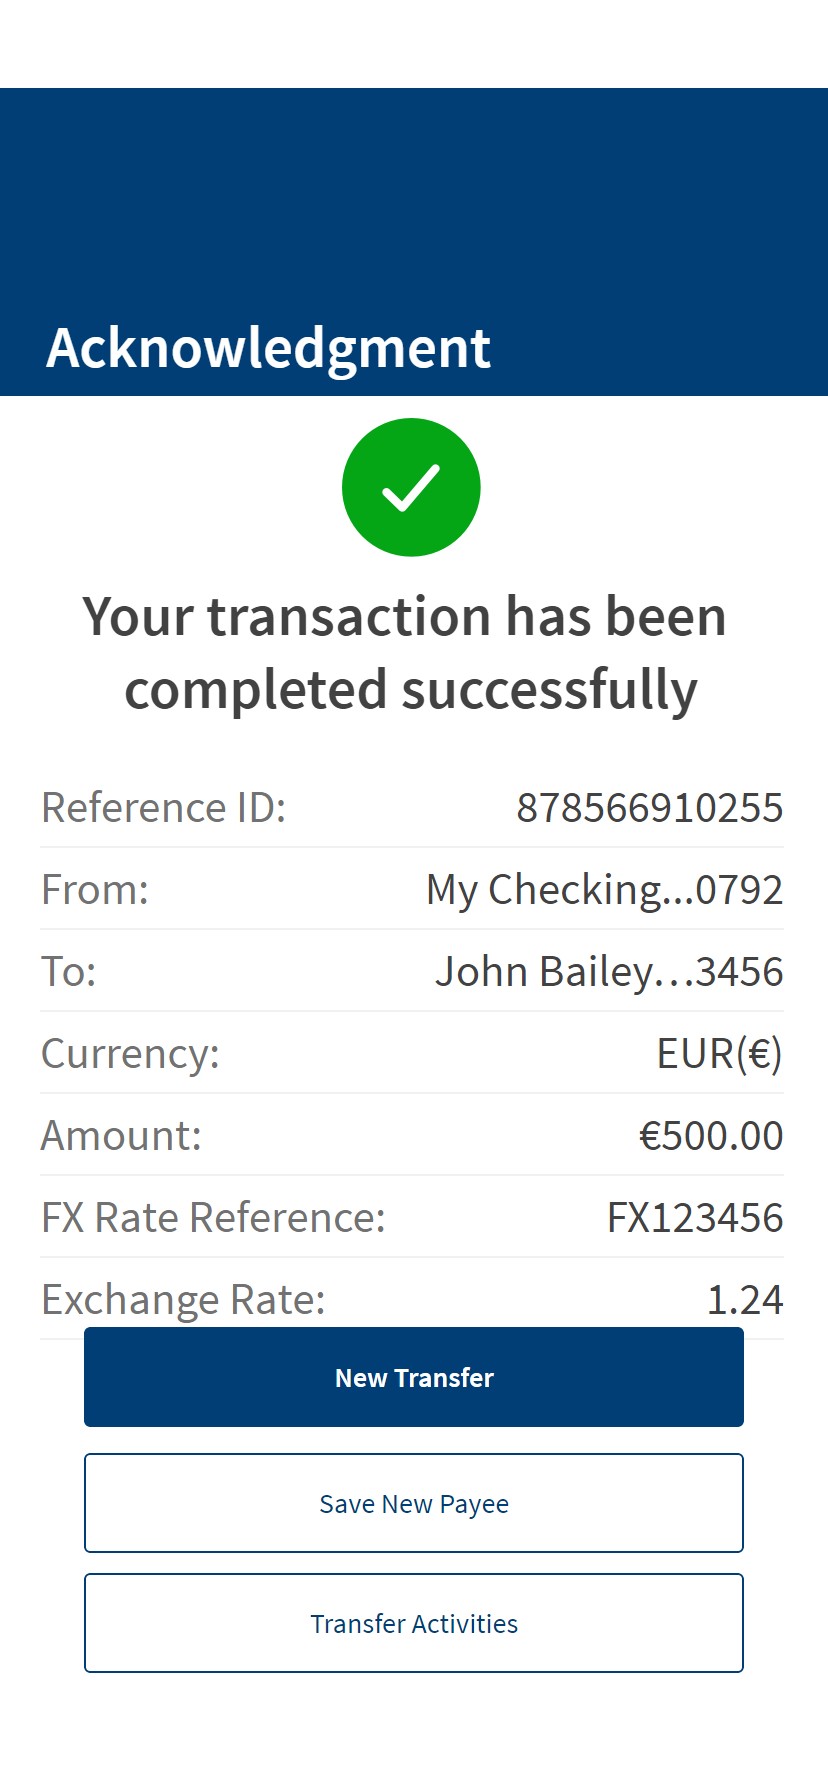 Acknowledgment
Your transaction has been
completed successfully
Reference ID: 878566910255
From: My Checking...0792
To: John Bailey...3456
Currency: EUR(€)
Amount: €500.00
FX Rate Reference: FX123456
Exchange Rate: 1.24
New Transfer
Save New Payee
Transfer Activities